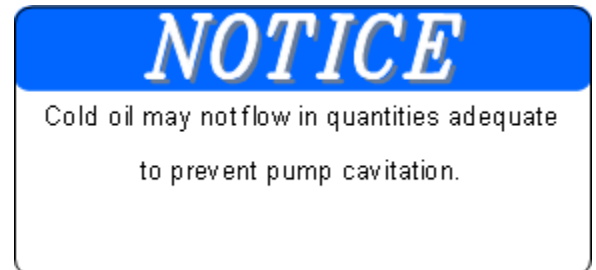 NOTICE
Cold oil may not flow in quantities adequate
to prevent pump cavitation.